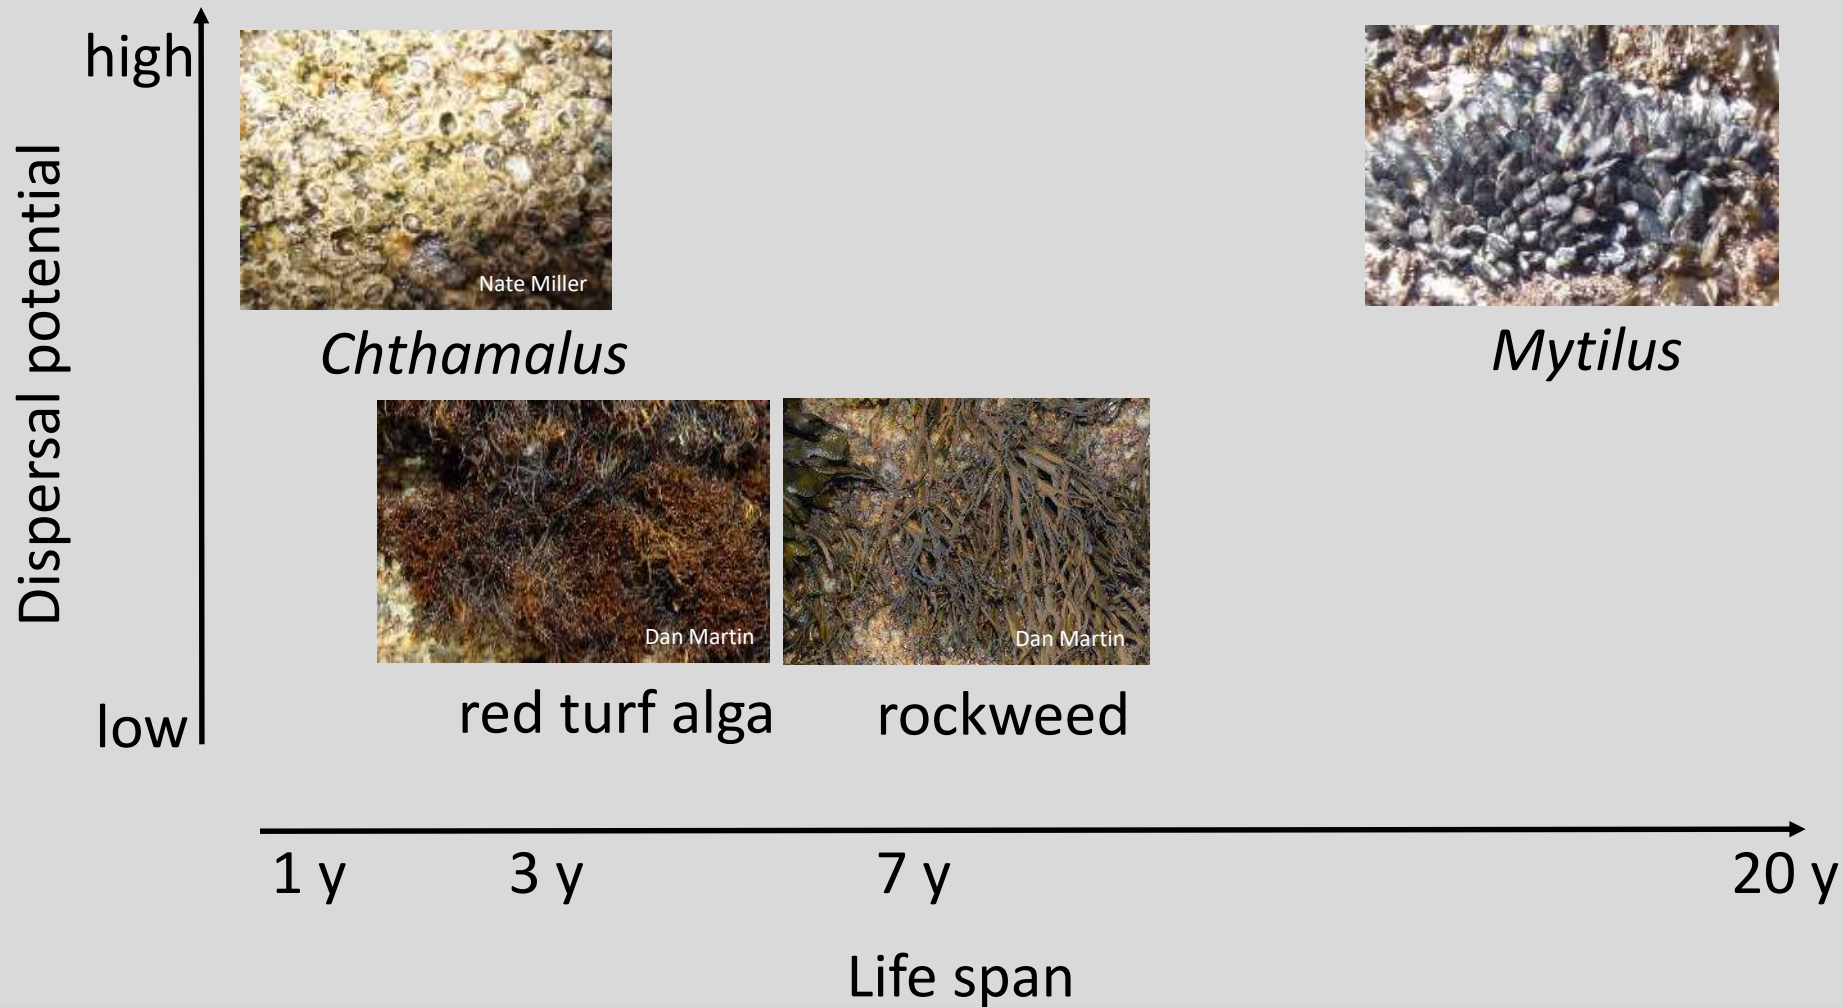 high
Dispersal potential
Nate Miller
Chthamalus
Mytilus
Dan Martin
Dan Martin
red turf alga
rockweed
low
1 y
3 y
7 y
20 y
Life span